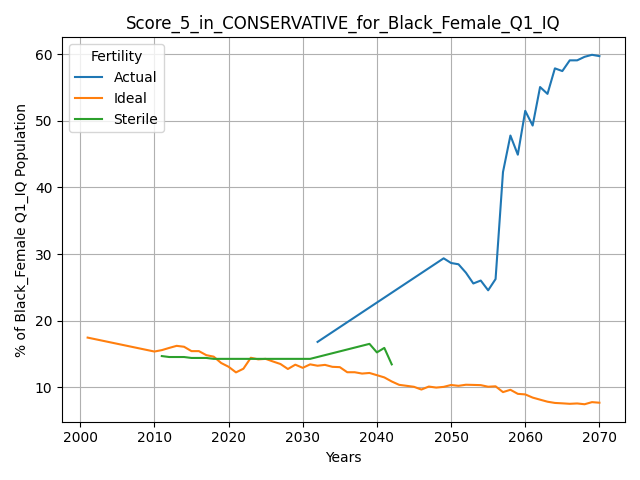 Score_5_in_CONSERVATIVE_for_Black_Female_Q1_IQ
% of Black_Female Q1_IQ Population
60
50
40
30
20
10
Fertility
Actual
Ideal
Sterile
2000 2010 2020 2030 2040 2050 2060 2070
Years